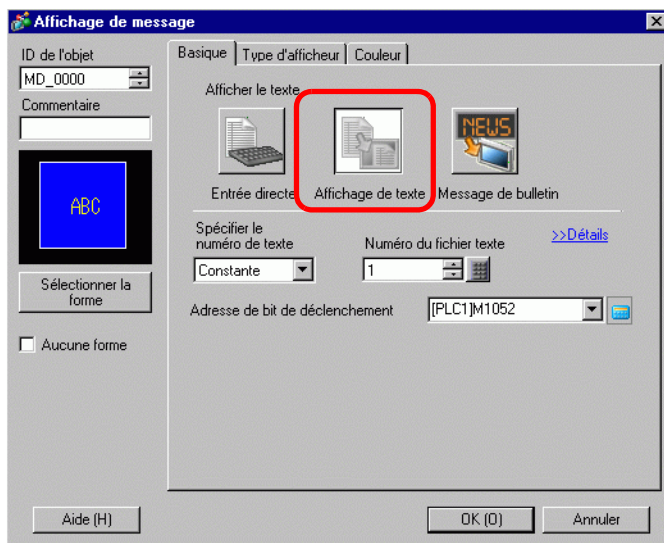 Affichage de message
ID de l'objet
MD_0000
Commentaire
ABC
Sélectionner la
forme
Aucune forme
Basique Type d'afficheur Couleur
Afficher le texte
NEWS
Entrée directe Affichage de texte Message de bulletin
Spécifier le
numéro de texte
Numéro du fichier texte
>>Détails
Constante
1
Adresse de bit de déclenchement
[PLC1]M1052
Aide (H)
OK (O)
Annuler